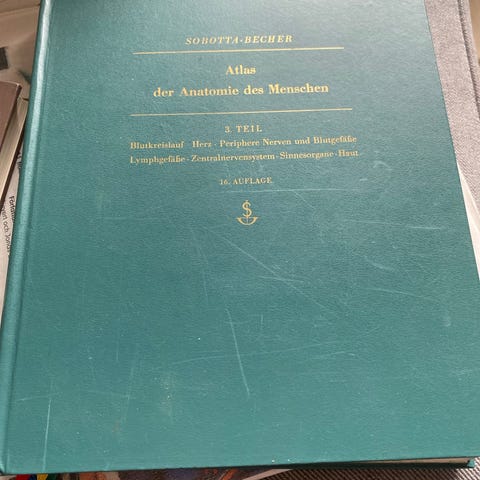 SOBOTTA-BECHER
Atlas
der Anatomie des Menschen
3. TEIL
Blutkreislauf · Herz · Periphere Nerven und Blutgefäße
Lymphgefäße · Zentralnervensystem · Sinnesorgane · Haut
16. AUFLAGE